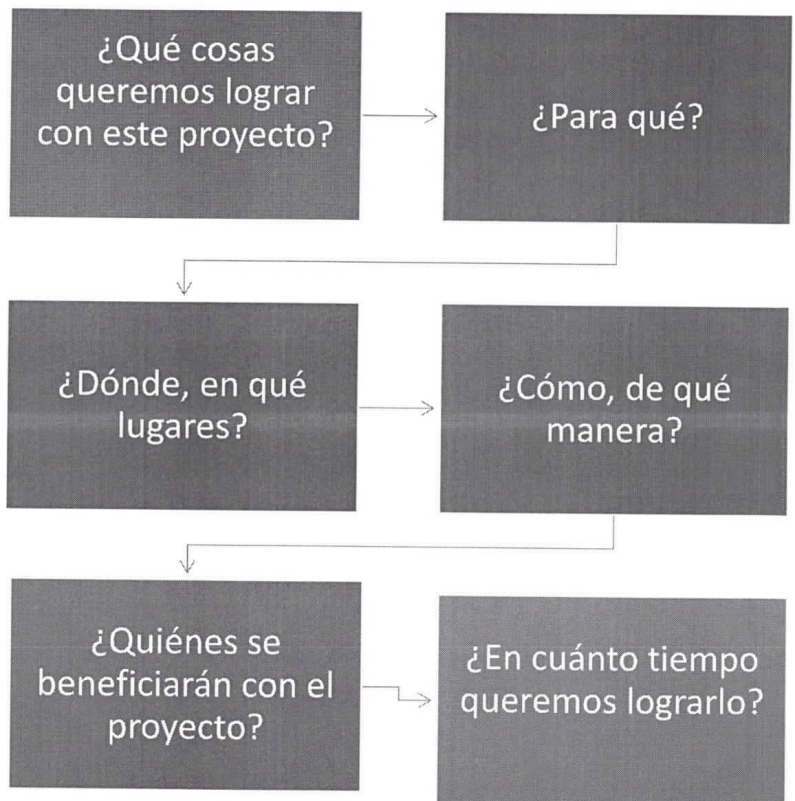 ¿Qué cosas
queremos lograr
con este proyecto?
¿Para qué?
¿Dónde, en qué
lugares?
¿Cómo, de qué
manera?
¿Quiénes se
beneficiarán con el
proyecto?
¿En cuánto tiempo
queremos lograrlo?